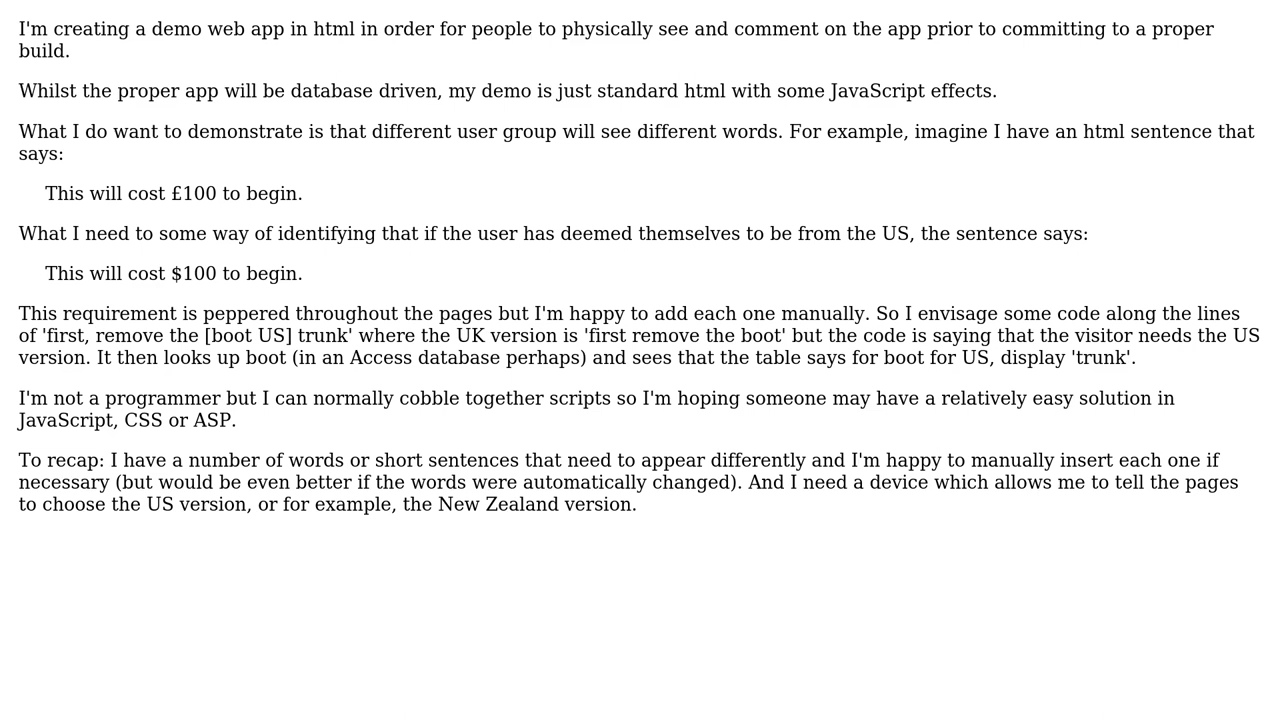 I'm creating a demo web app in html in order for people to physically see and comment on the app prior to committing to a proper
build.
Whilst the proper app will be database driven, my demo is just standard html with some JavaScript effects.
What I do want to demonstrate is that different user group will see different words. For example, imagine I have an html sentence that
says:
This will cost £100 to begin.
What I need to some way of identifying that if the user has deemed themselves to be from the US, the sentence says:
This will cost $100 to begin.
This requirement is peppered throughout the pages but I'm happy to add each one manually. So I envisage some code along the lines
of 'first, remove the [boot US] trunk' where the UK version is 'first remove the boot' but the code is saying that the visitor needs the US
version. It then looks up boot (in an Access database perhaps) and sees that the table says for boot for US, display 'trunk'.
I'm not a programmer but I can normally cobble together scripts so I'm hoping someone may have a relatively easy solution in
JavaScript, CSS or ASP.
To recap: I have a number of words or short sentences that need to appear differently and I'm happy to manually insert each one if
necessary (but would be even better if the words were automatically changed). And I need a device which allows me to tell the pages
to choose the US version, or for example, the New Zealand version.